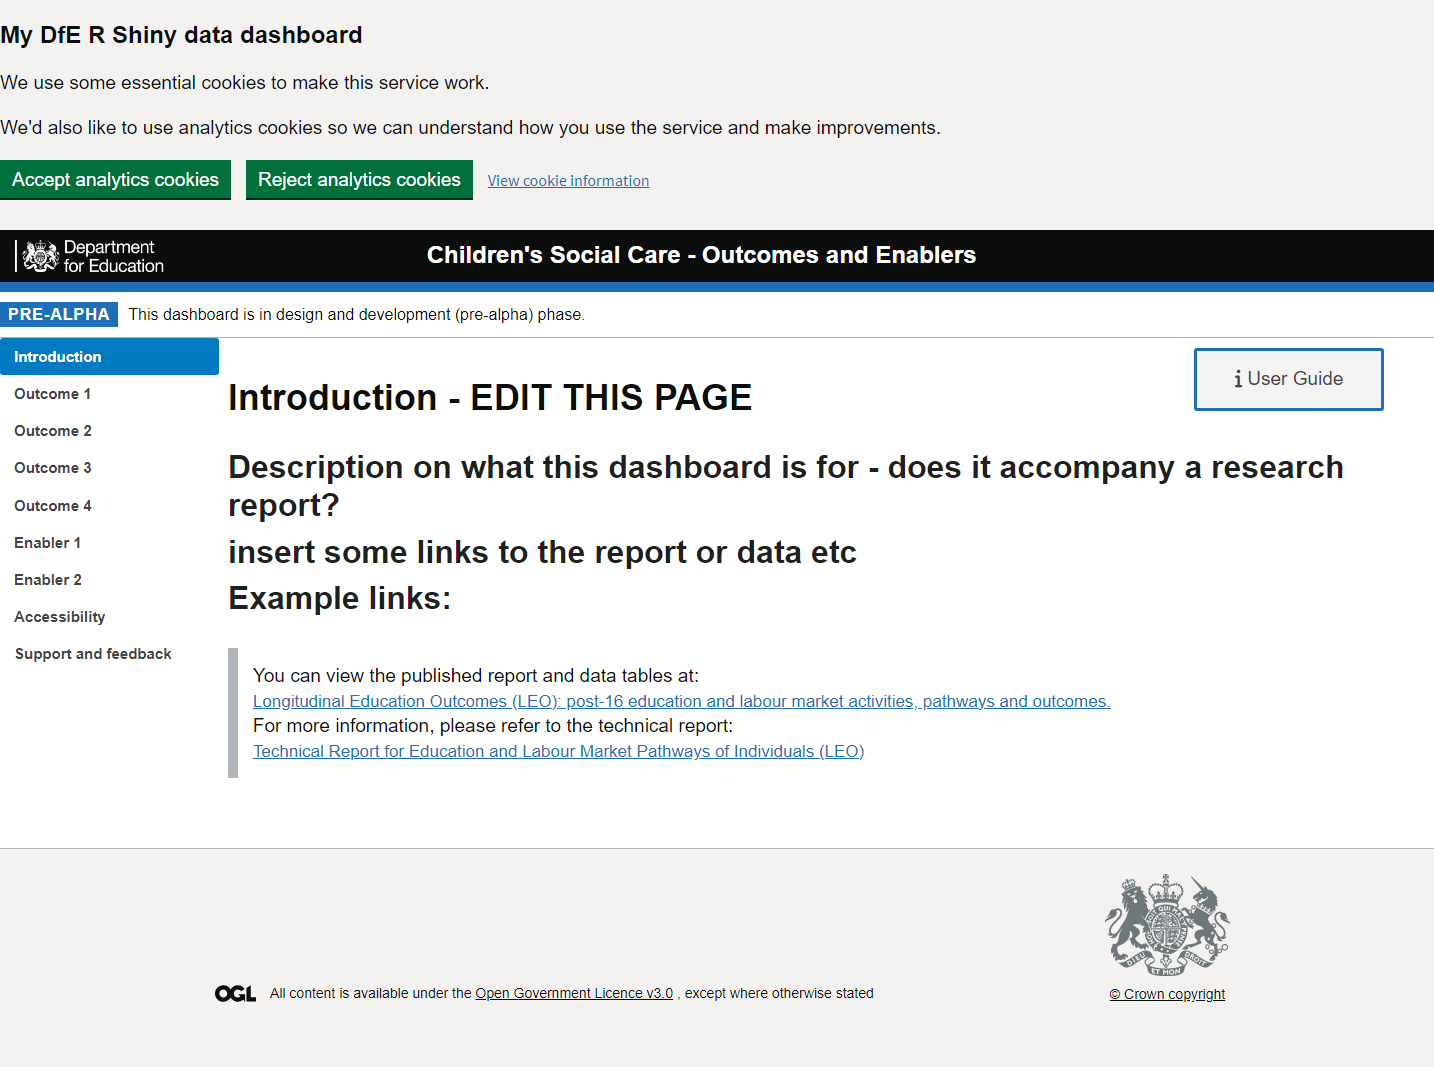 My DfE R Shiny data dashboard
We use some essential cookies to make this service work.
We'd also like to use analytics cookies so we can understand how you use the service and make improvements.
Accept analytics cookies
Reject analytics cookies
View cookie information
Department
for Education
Children's Social Care - Outcomes and Enablers
PRE-ALPHA
This dashboard is in design and development (pre-alpha) phase.
Introduction
Outcome 1
Outcome 2
Outcome 3
Outcome 4
Enabler 1
Enabler 2
Accessibility
Support and feedback
User Guide
Introduction - EDIT THIS PAGE
Description on what this dashboard is for - does it accompany a research
report?
insert some links to the report or data etc
Example links:
You can view the published report and data tables at:
Longitudinal Education Outcomes (LEO): post-16 education and labour market activities, pathways and outcomes.
For more information, please refer to the technical report:
Technical Report for Education and Labour Market Pathways of Individuals (LEO)
OGL
All content is available under the Open Government Licence v3.0 , except where otherwise stated
DIEU ET MON DROIT
© Crown copyright